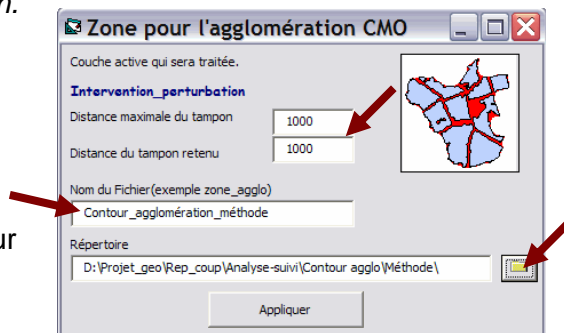 n.
Zone pour l'agglomération CMO
Couche active qui sera traitée.
Intervention_perturbation
Distance maximale du tampon 1000
Distance du tampon retenu 1000
Nom du Fichier(exemple zone_agglo)
Contour_agglomération_méthode
ur
Répertoire
D:\Projet_geo\Rep_coup\Analyse-suivi\Contour agglo\Méthode\
Appliquer